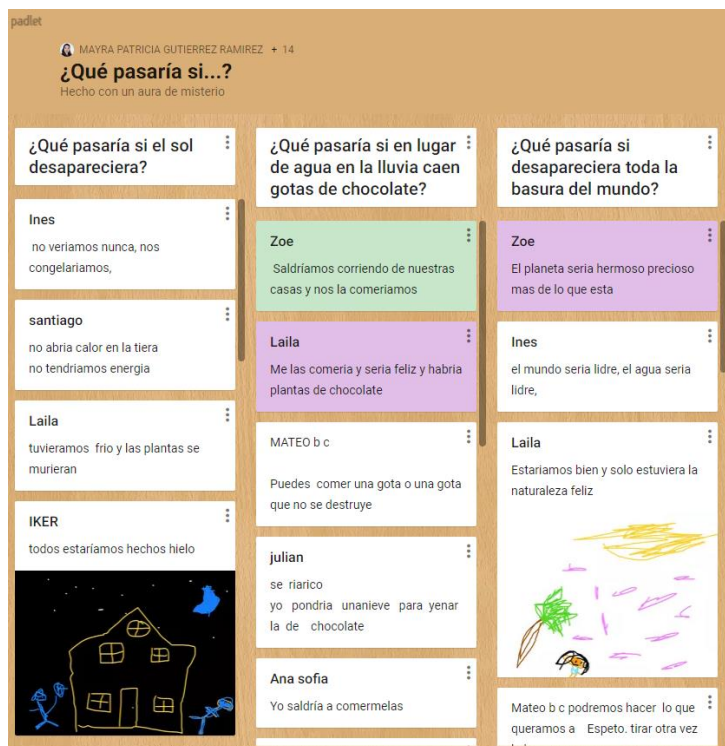 padlet
MAYRA PATRICIA GUTIERREZ RAMIREZ + 14
¿Qué pasaría si...?
Hecho con un aura de misterio
¿Qué pasaría si el sol
desapareciera?
Ines
no veriamos nunca, nos
congelariamos,
santiago
no abria calor en la tiera
no tendriamos energia
Laila
tuvieramos frio y las plantas se
murieran
IKER
todos estaríamos hechos hielo
¿Qué pasaría si en lugar
de agua en la lluvia caen
gotas de chocolate?
Zoe
Saldríamos corriendo de nuestras
casas y nos la comeriamos
Laila
Me las comeria y seria feliz y habria
plantas de chocolate
MATEO b c
Puedes comer una gota o una gota
que no se destruye
julian
se riarico
yo pondria unanieve para yenar
la de chocolate
Ana sofia
Yo saldría a comermelas
¿Qué pasaría si
desapareciera toda la
basura del mundo?
Zoe
El planeta seria hermoso precioso
mas de lo que esta
Ines
el mundo seria lidre, el agua seria
lidre,
Laila
Estariamos bien y solo estuviera la
naturaleza feliz
Mateo b c podremos hacer lo que
queramos a Espeto. tirar otra vez